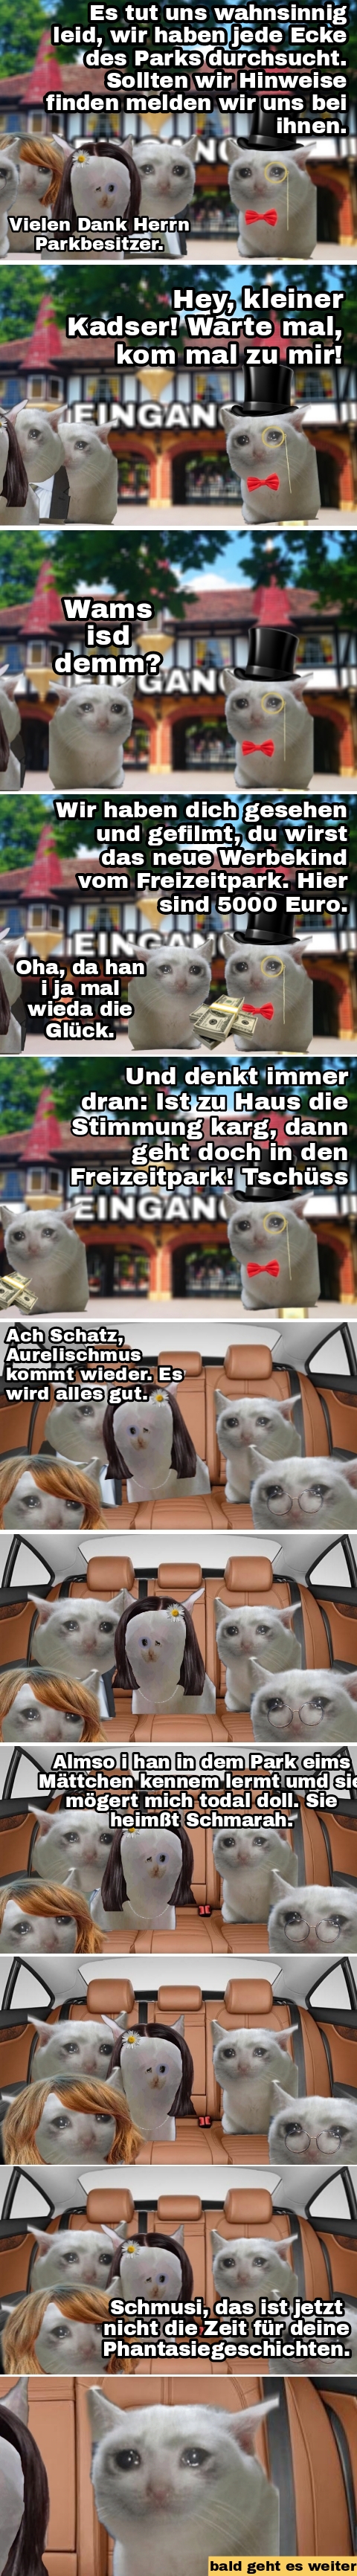 Es tut uns wahnsinnig
leid, wir haben jede Ecke
des Parks durchsucht.
Sollten wir Hinweise
finden melden wir uns bei
ihnen.
Vielen Dank Herrn
Parkbesitzer.
Hey, kleiner
Kadser! Warte mal,
kom mal zu mir!
EINGANG
Wams
isd
demm?
Wir haben dich gesehen
und gefilmt, du wirst
das neue Werbekind
vom Freizeitpark. Hier
sind 5000 Euro.
Oha, da han
i ja mal
wieda die
Glück.
Und denkt immer
dran: Ist zu Haus die
Stimmung karg, dann
geht doch in den
Freizeitpark! Tschüss
EINGANG
Ach Schatz,
Aurelischmus
kommt wieder. Es
wird alles gut.
Almso i han in dem Park eims
Mättchen kennem lermt umd sie
mögert mich todal doll. Sie
heimßt Schmarah.
Schmusi, das ist jetzt
nicht die Zeit für deine
Phantasiegeschichten.
bald geht es weiter